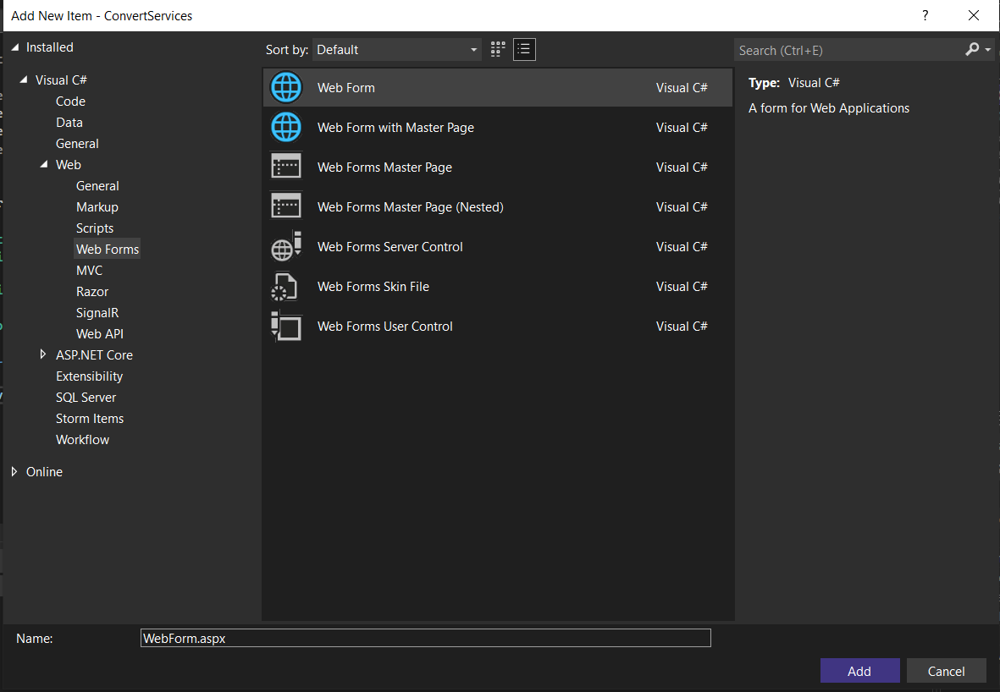 Add New Item - ConvertServices
?
Installed
Visual C#
Code
Data
General
Web
General
Markup
Scripts
Web Forms
MVC
Razor
SignalR
Web API
ASP.NET Core
Extensibility
SQL Server
Storm Items
Workflow
Online
Sort by: Default
Web Form Visual C#
Web Form with Master Page Visual C#
Web Forms Master Page Visual C#
Web Forms Master Page (Nested) Visual C#
Web Forms Server Control Visual C#
Web Forms Skin File Visual C#
Web Forms User Control Visual C#
Search (Ctrl+E)
Type: Visual C#
A form for Web Applications
Name: WebForm.aspx
Add Cancel